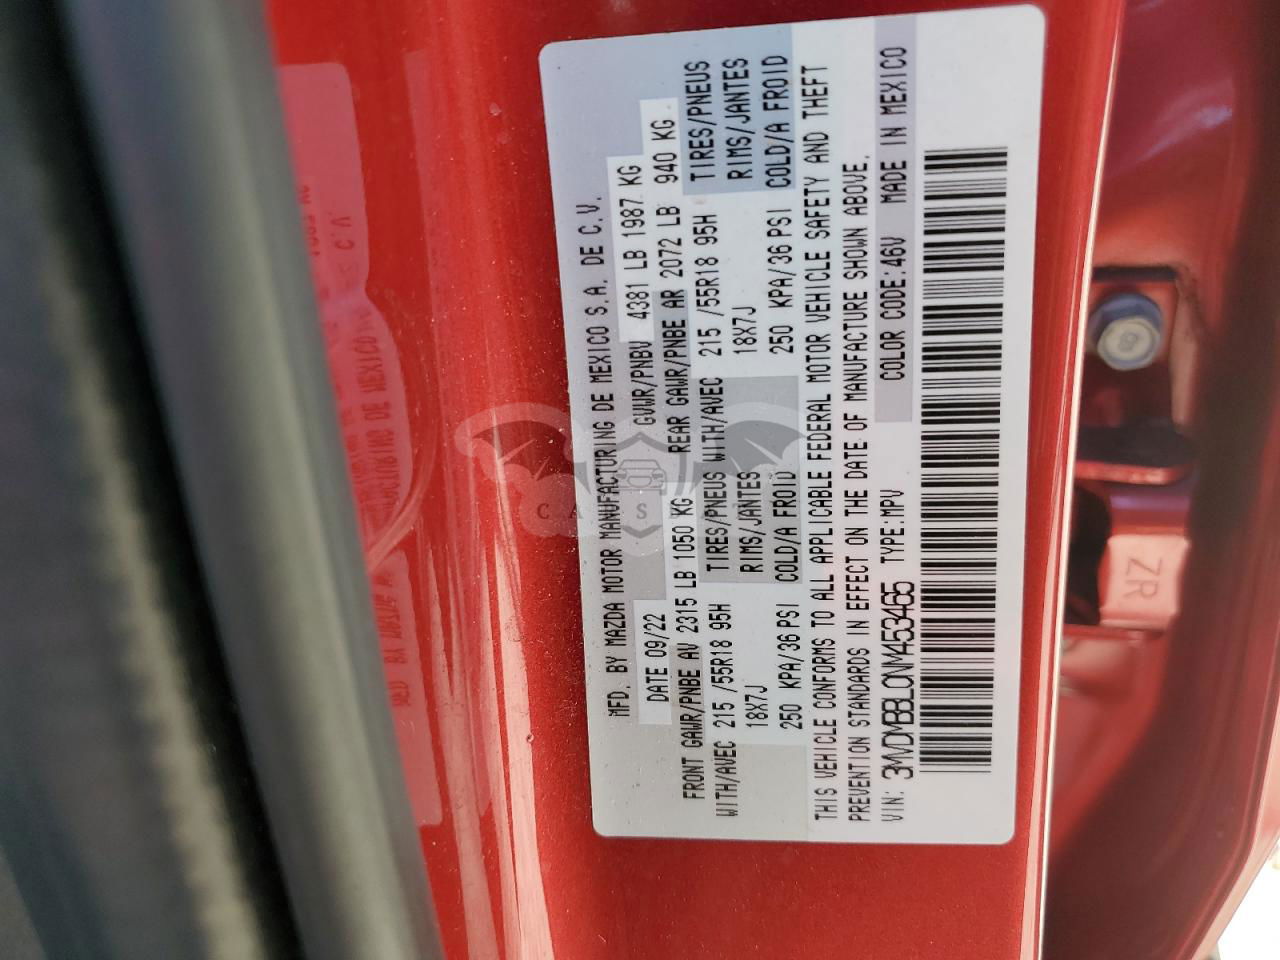 MFD. BY MAZDA MOTOR MANUFACTURING DE MEXICO S.A. DE C.V.
DATE 09/22 GVWR/PNBV 4381 LB 1987 KG
FRONT GAWR/PNBE AV 2315 LB 1050 KG REAR GAWR/PNBE AR 2072 LB 940 KG
WITH/AVEC 215 /55R18 95H TIRES/PNEUS WITH/AVEC 215 /55R18 95H TIRES/PNEUS
18X7J RIMS/JANTES 18X7J RIMS/JANTES
250 KPA/36 PSI COLD/A FROID 250 KPA/36 PSI COLD/A FROID
THIS VEHICLE CONFORMS TO ALL APPLICABLE FEDERAL MOTOR VEHICLE SAFETY AND THEFT
PREVENTION STANDARDS IN EFFECT ON THE DATE OF MANUFACTURE SHOWN ABOVE.
VIN: 3MVDMBBL0NM453465 TYPE:MPV COLOR CODE:46V MADE IN MEXICO
ZR